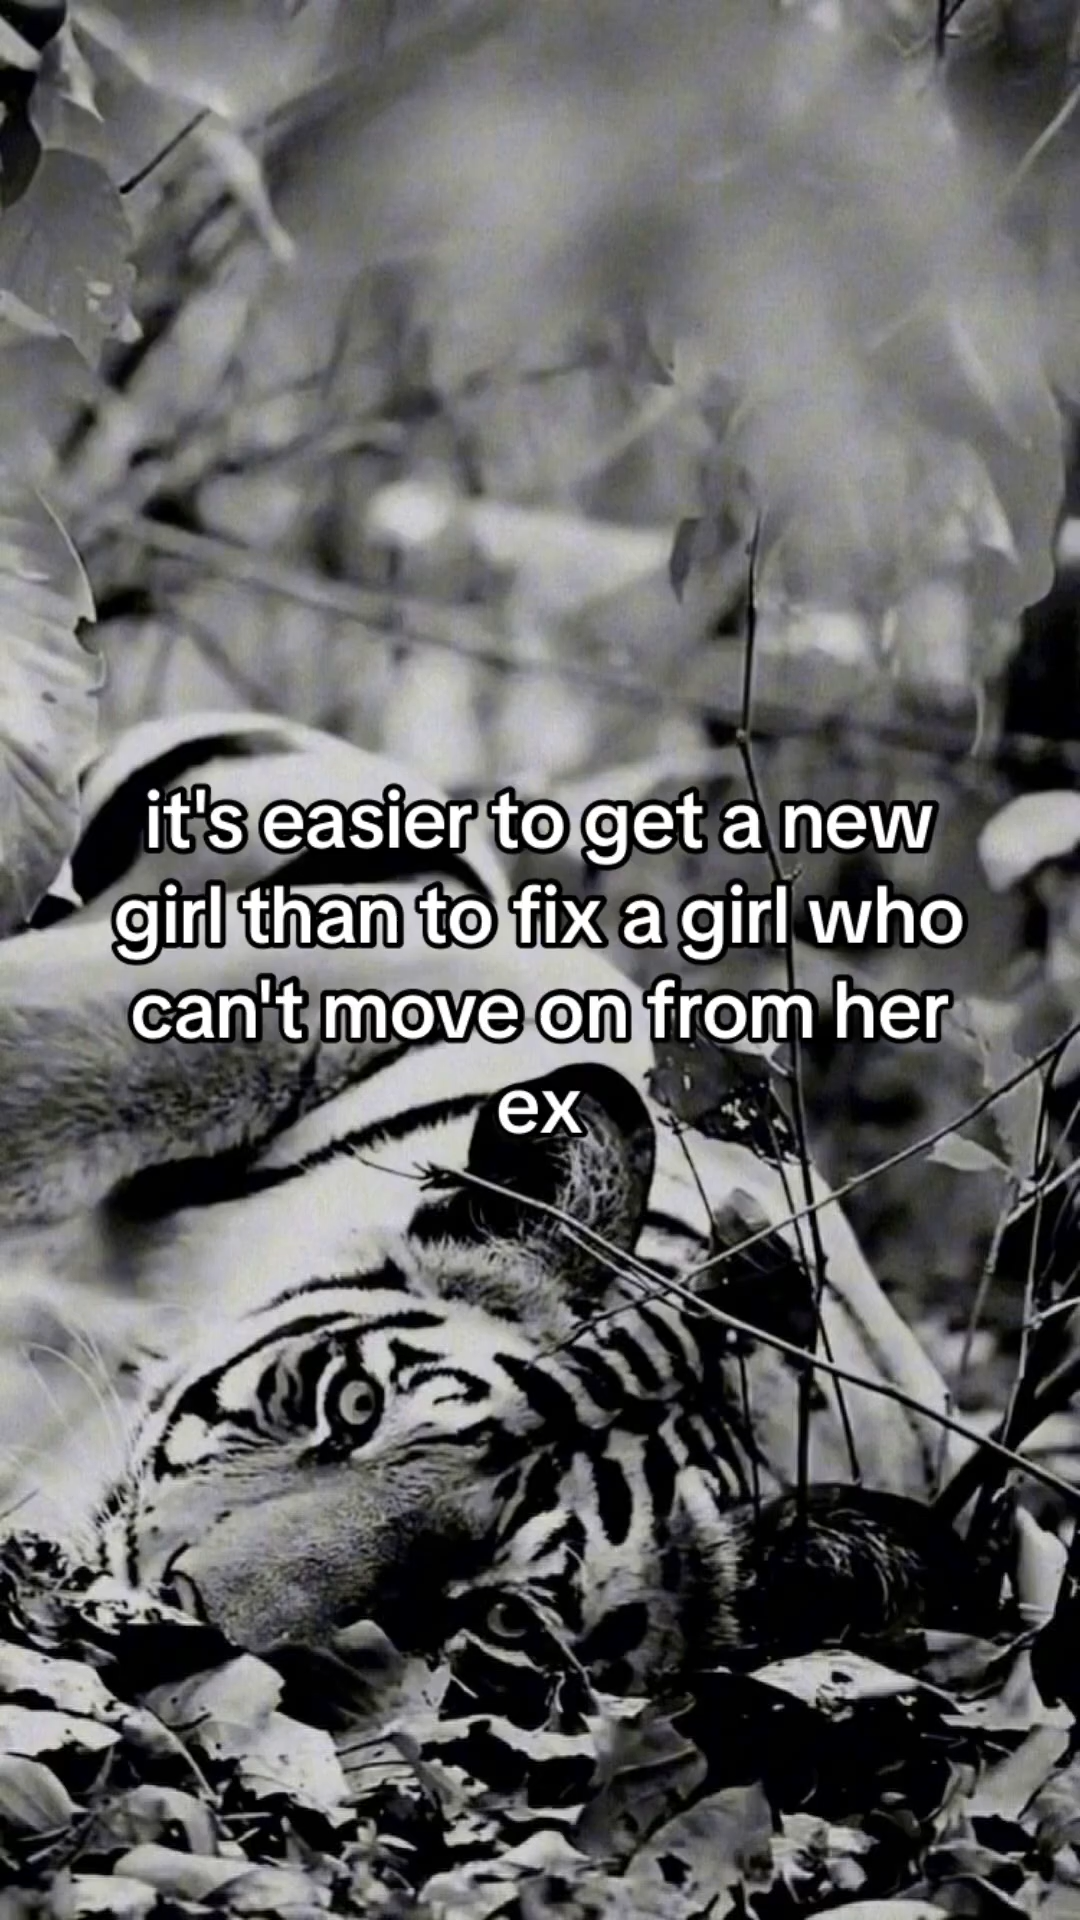 it's easier to get a new
girl than to fix a girl who
can't move on from her
ex